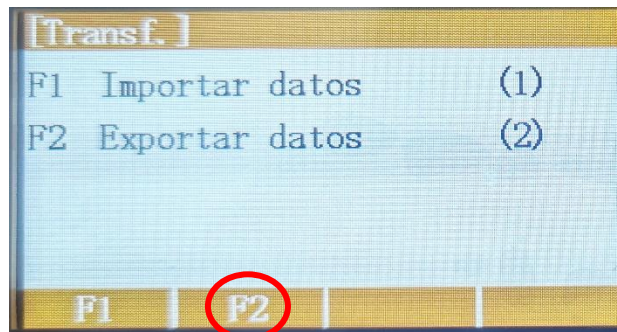 [Transf.]
F1 Importar datos (1)
F2 Exportar datos (2)
F1 F2